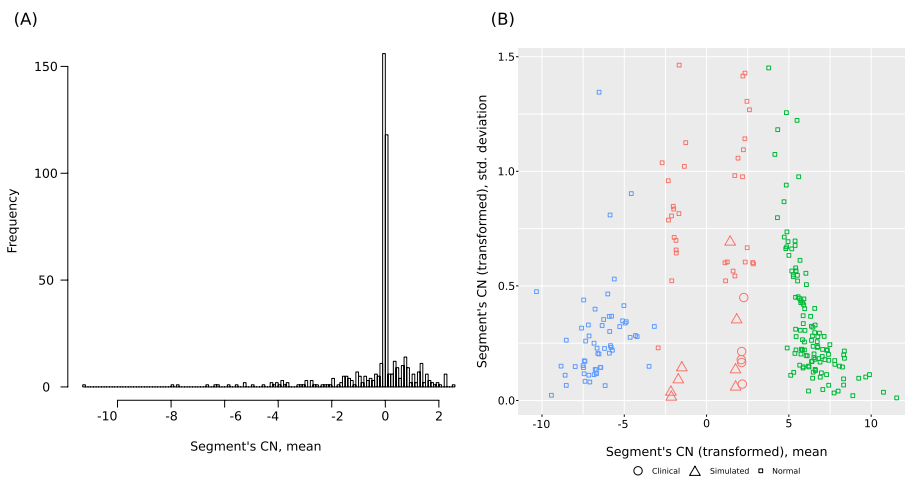 (A)
(B)
Frequency
150
100
50
0
-10
-8
-6
-4
-2
0
2
Segment's CN, mean
Segment's CN (transformed), std. deviation
1.5
1.0
0.5
0.0
-10
-5
0
5
10
Segment's CN (transformed), mean
Clinical
Simulated
Normal